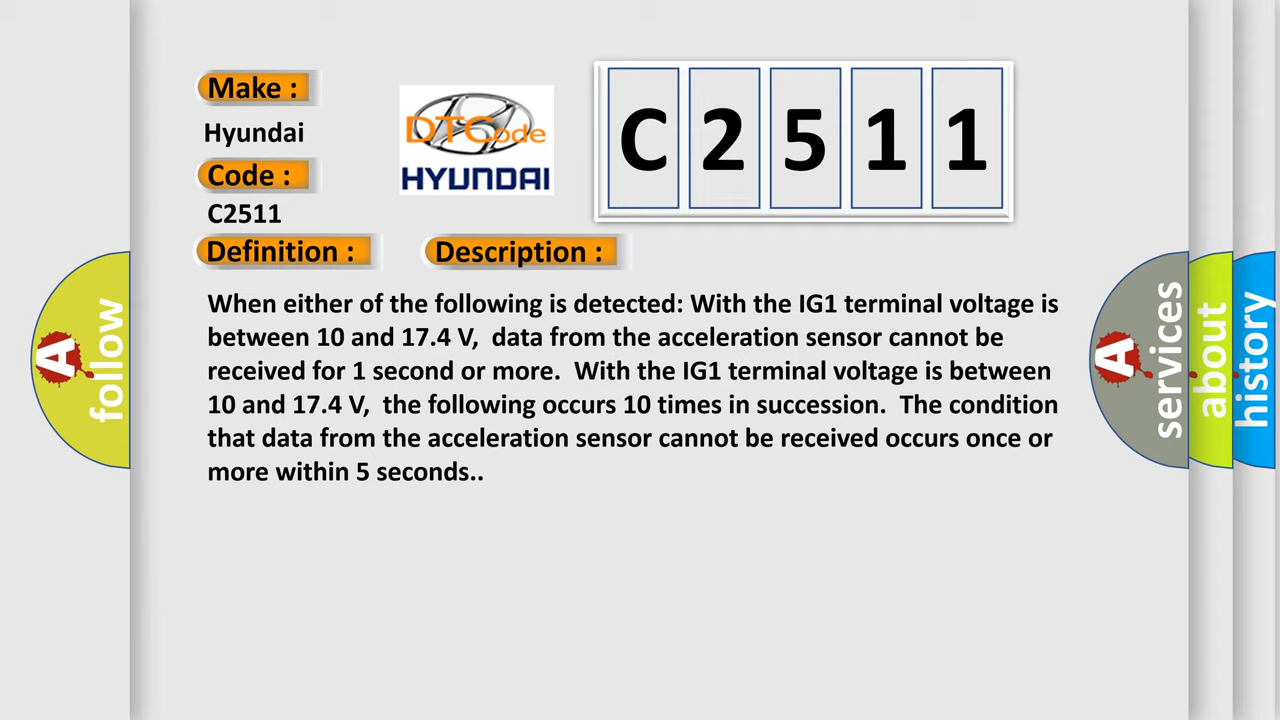 Make :
Hyundai
Code :
C2511
Definition :
Description :
DTCode
HYUNDAI
C2511
When either of the following is detected: With the IG1 terminal voltage is
between 10 and 17.4 V,  data from the acceleration sensor cannot be
received for 1 second or more.  With the IG1 terminal voltage is between
10 and 17.4 V,  the following occurs 10 times in succession.  The condition
that data from the acceleration sensor cannot be received occurs once or
more within 5 seconds..
A
follow
A
services
about
history